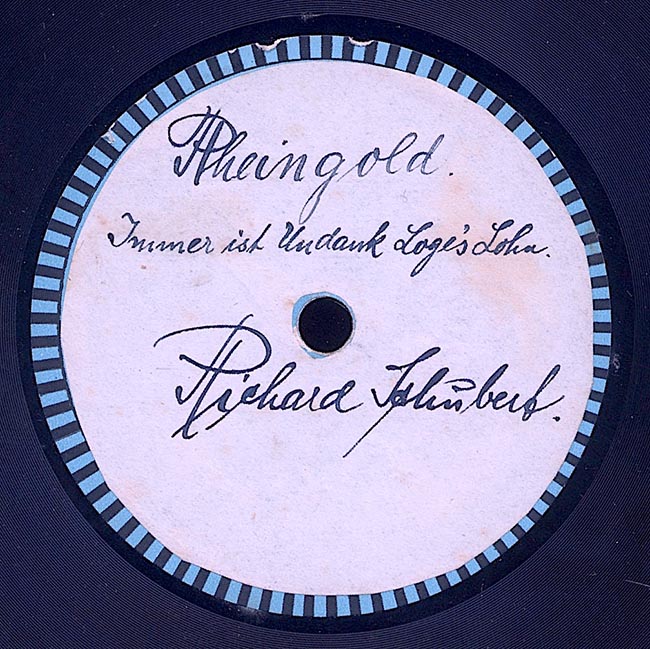 Rheingold.
Immer ist Undank Loge's Lohn.
Richard Schubert.